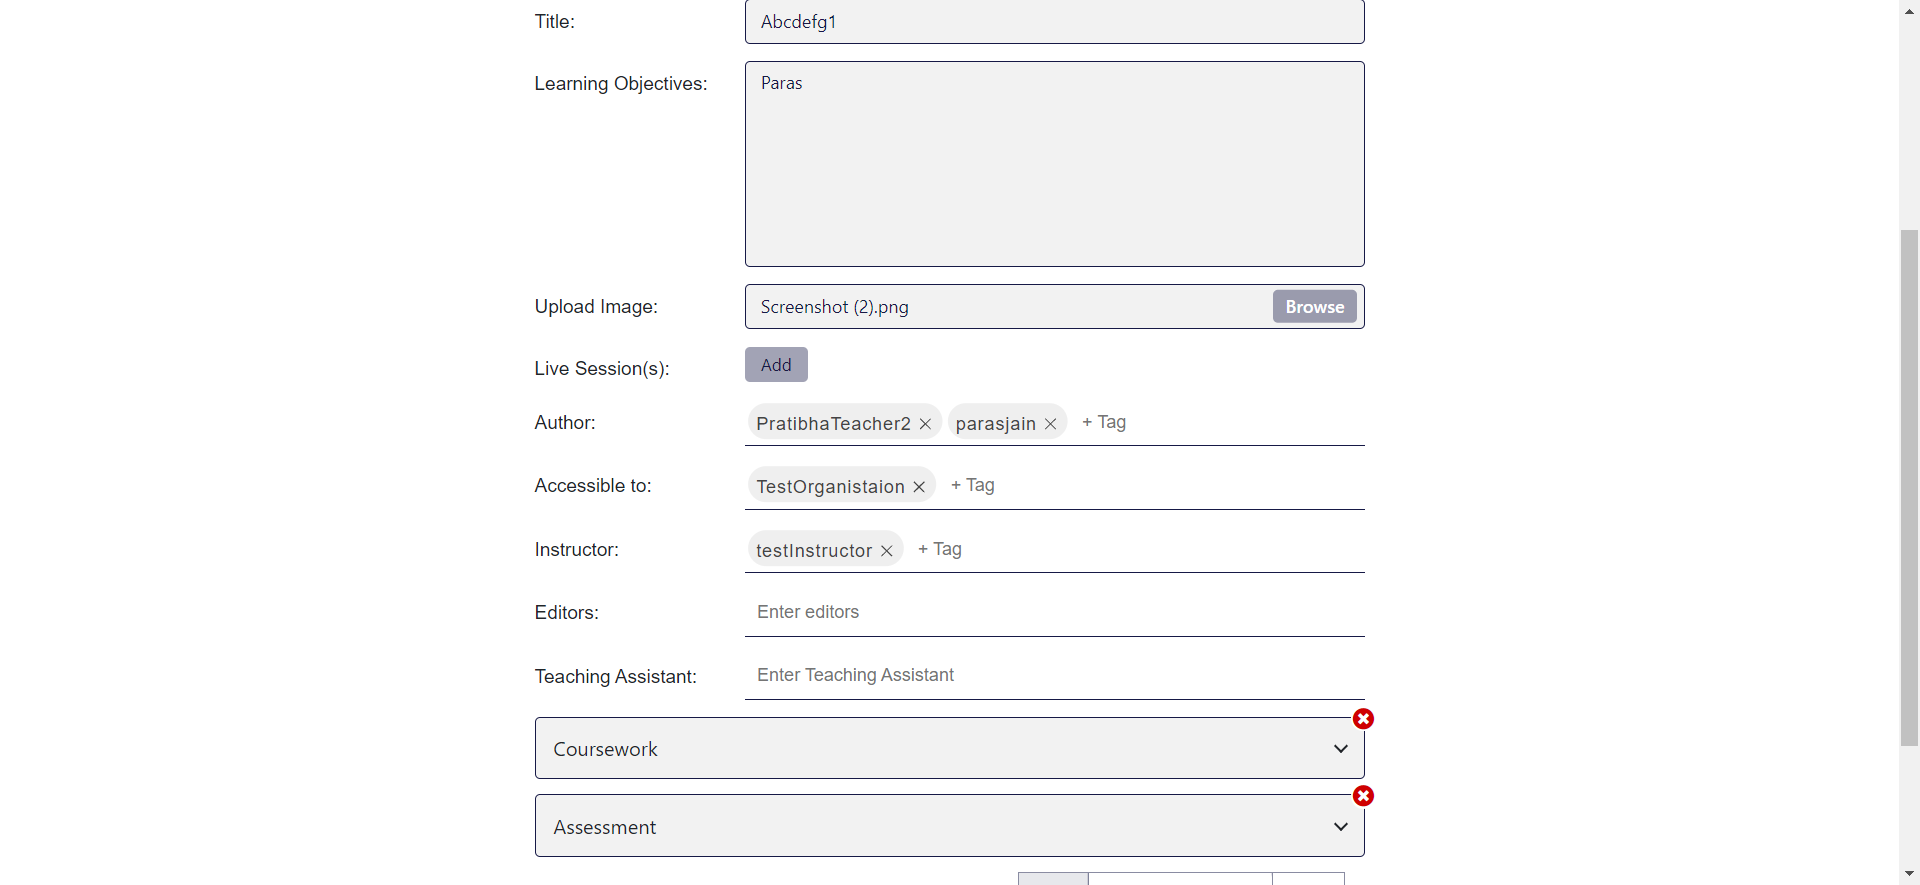 Title: Abcdefg1
Learning Objectives: Paras
Upload Image: Screenshot (2).png Browse
Live Session(s): Add
Author: PratibhaTeacher2 parasjain + Tag
Accessible to: TestOrganistaion + Tag
Instructor: testInstructor + Tag
Editors: Enter editors
Teaching Assistant: Enter Teaching Assistant
Coursework
Assessment